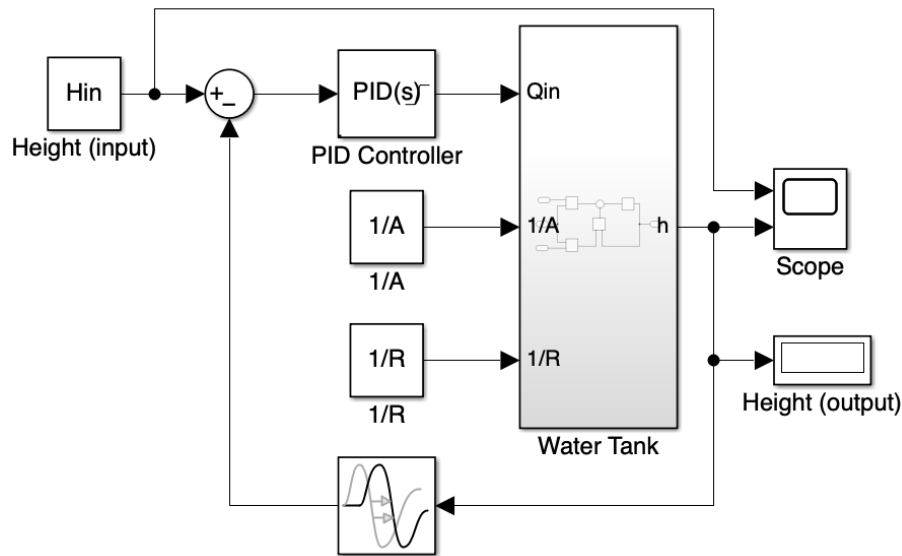 Hin
Height (input)
+
−
PID(s)
PID Controller
Qin
1/A
1/A
1/A
h
Scope
1/R
1/R
1/R
Height (output)
Water Tank